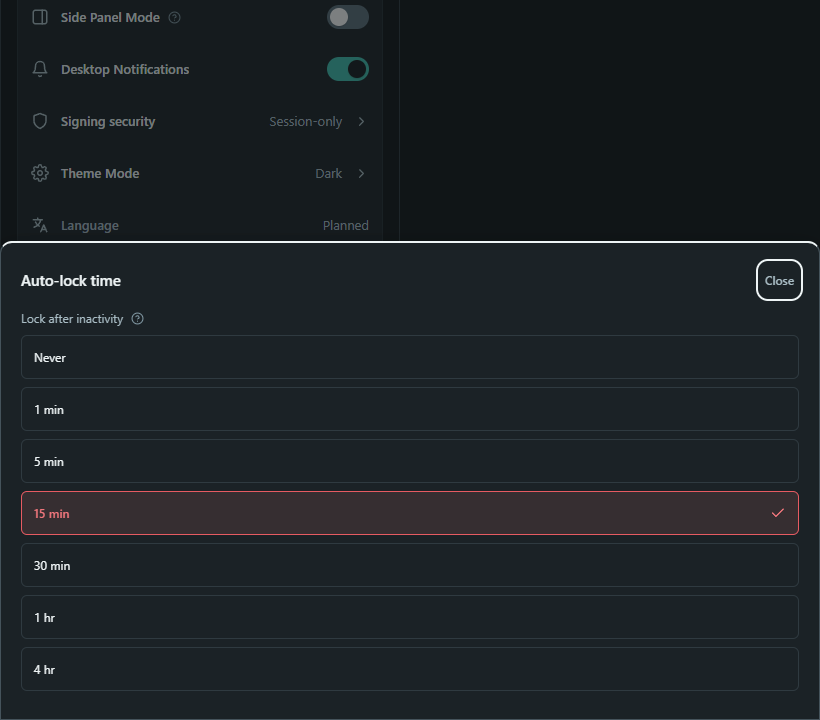 Side Panel Mode
Desktop Notifications
Signing security Session-only
Theme Mode Dark
Language Planned
Auto-lock time Close
Lock after inactivity
Never
1 min
5 min
15 min
30 min
1 hr
4 hr